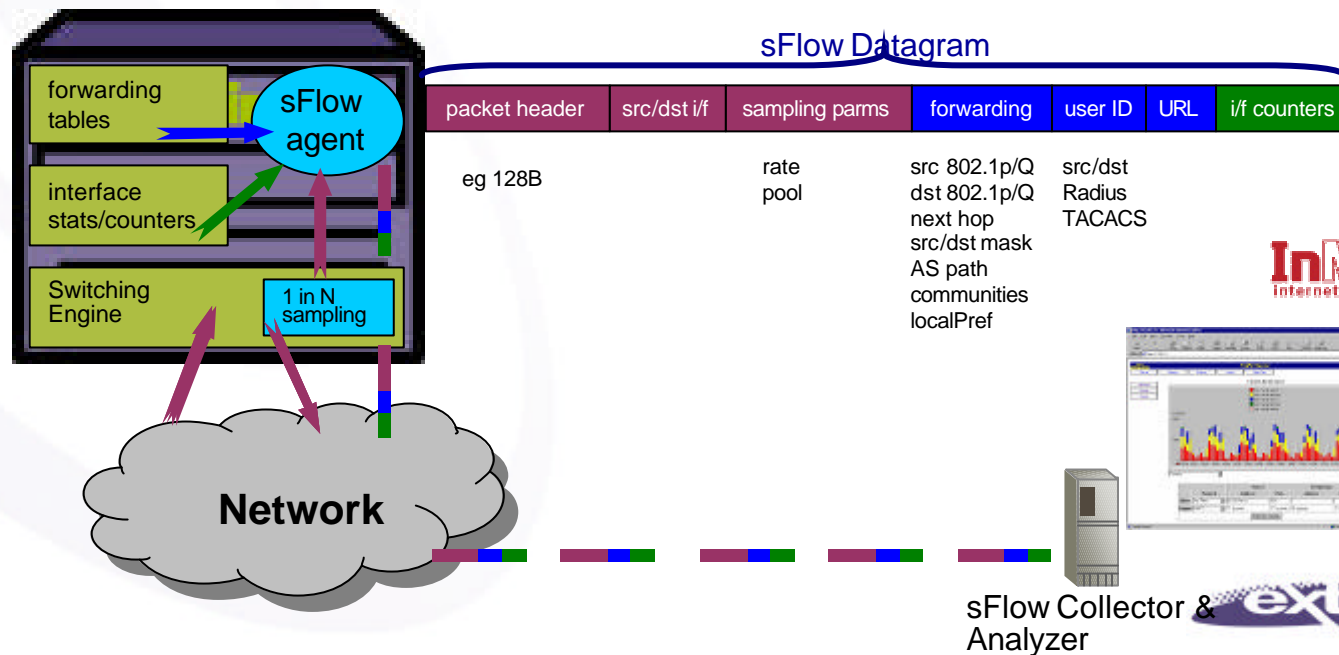 sFlow Datagram
forwarding
tables
sFlow
agent
interface
stats/counters
Switching
Engine
1 in N
sampling
packet header
src/dst i/f
sampling parms
forwarding
user ID
URL
i/f counters
eg 128B
rate
pool
src 802.1p/Q
dst 802.1p/Q
next hop
src/dst mask
AS path
communities
localPref
src/dst
Radius
TACACS
Network
sFlow Collector &
Analyzer